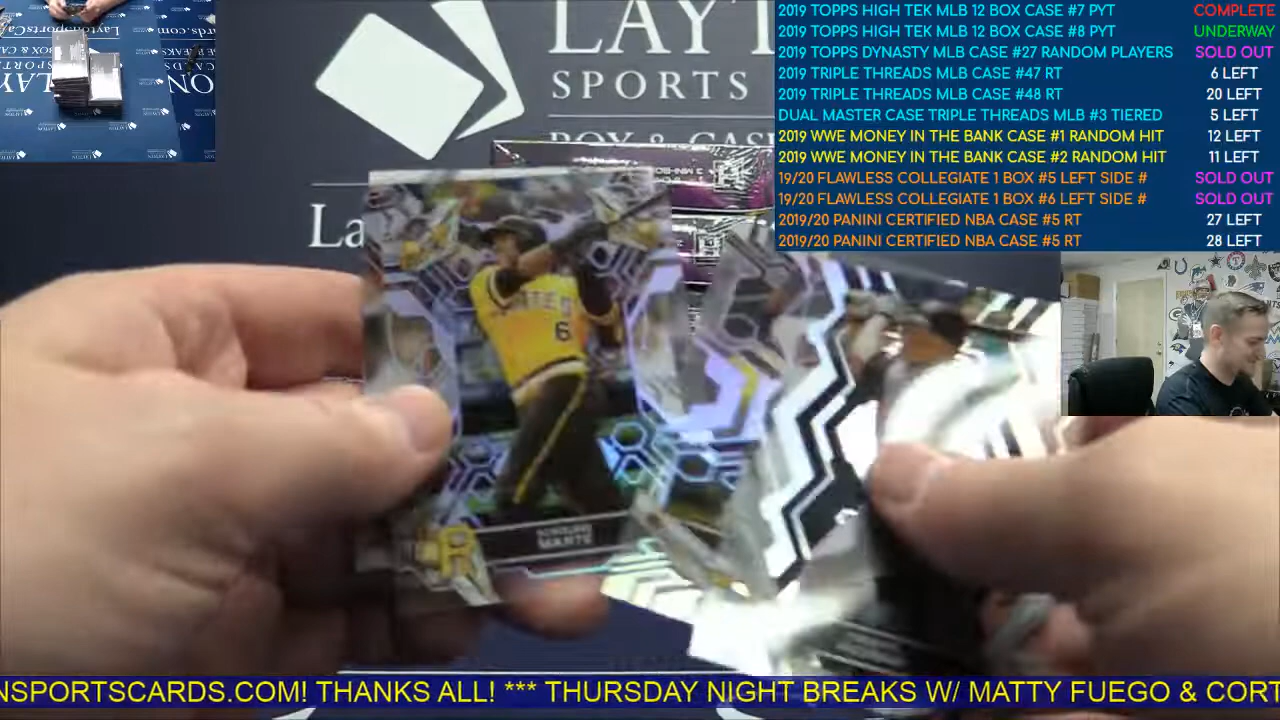 2019 TOPPS HIGH TEK MLB 12 BOX CASE #7 PYT COMPLETE
2019 TOPPS HIGH TEK MLB 12 BOX CASE #8 PYT UNDERWAY
2019 TOPPS DYNASTY MLB CASE #27 RANDOM PLAYERS SOLD OUT
2019 TRIPLE THREADS MLB CASE #47 RT 6 LEFT
2019 TRIPLE THREADS MLB CASE #48 RT 20 LEFT
DUAL MASTER CASE TRIPLE THREADS MLB #3 TIERED 5 LEFT
2019 WWE MONEY IN THE BANK CASE #1 RANDOM HIT 12 LEFT
2019 WWE MONEY IN THE BANK CASE #2 RANDOM HIT 11 LEFT
19/20 FLAWLESS COLLEGIATE 1 BOX #5 LEFT SIDE # SOLD OUT
19/20 FLAWLESS COLLEGIATE 1 BOX #6 LEFT SIDE # SOLD OUT
2019/20 PANINI CERTIFIED NBA CASE #5 RT 27 LEFT
2019/20 PANINI CERTIFIED NBA CASE #5 RT 28 LEFT
LAYT
SPORTS
BOX & CA
La
6
P
MARTE
NSPORTSCARDS.COM! THANKS ALL! *** THURSDAY NIGHT BREAKS W/ MATTY FUEGO & CORT